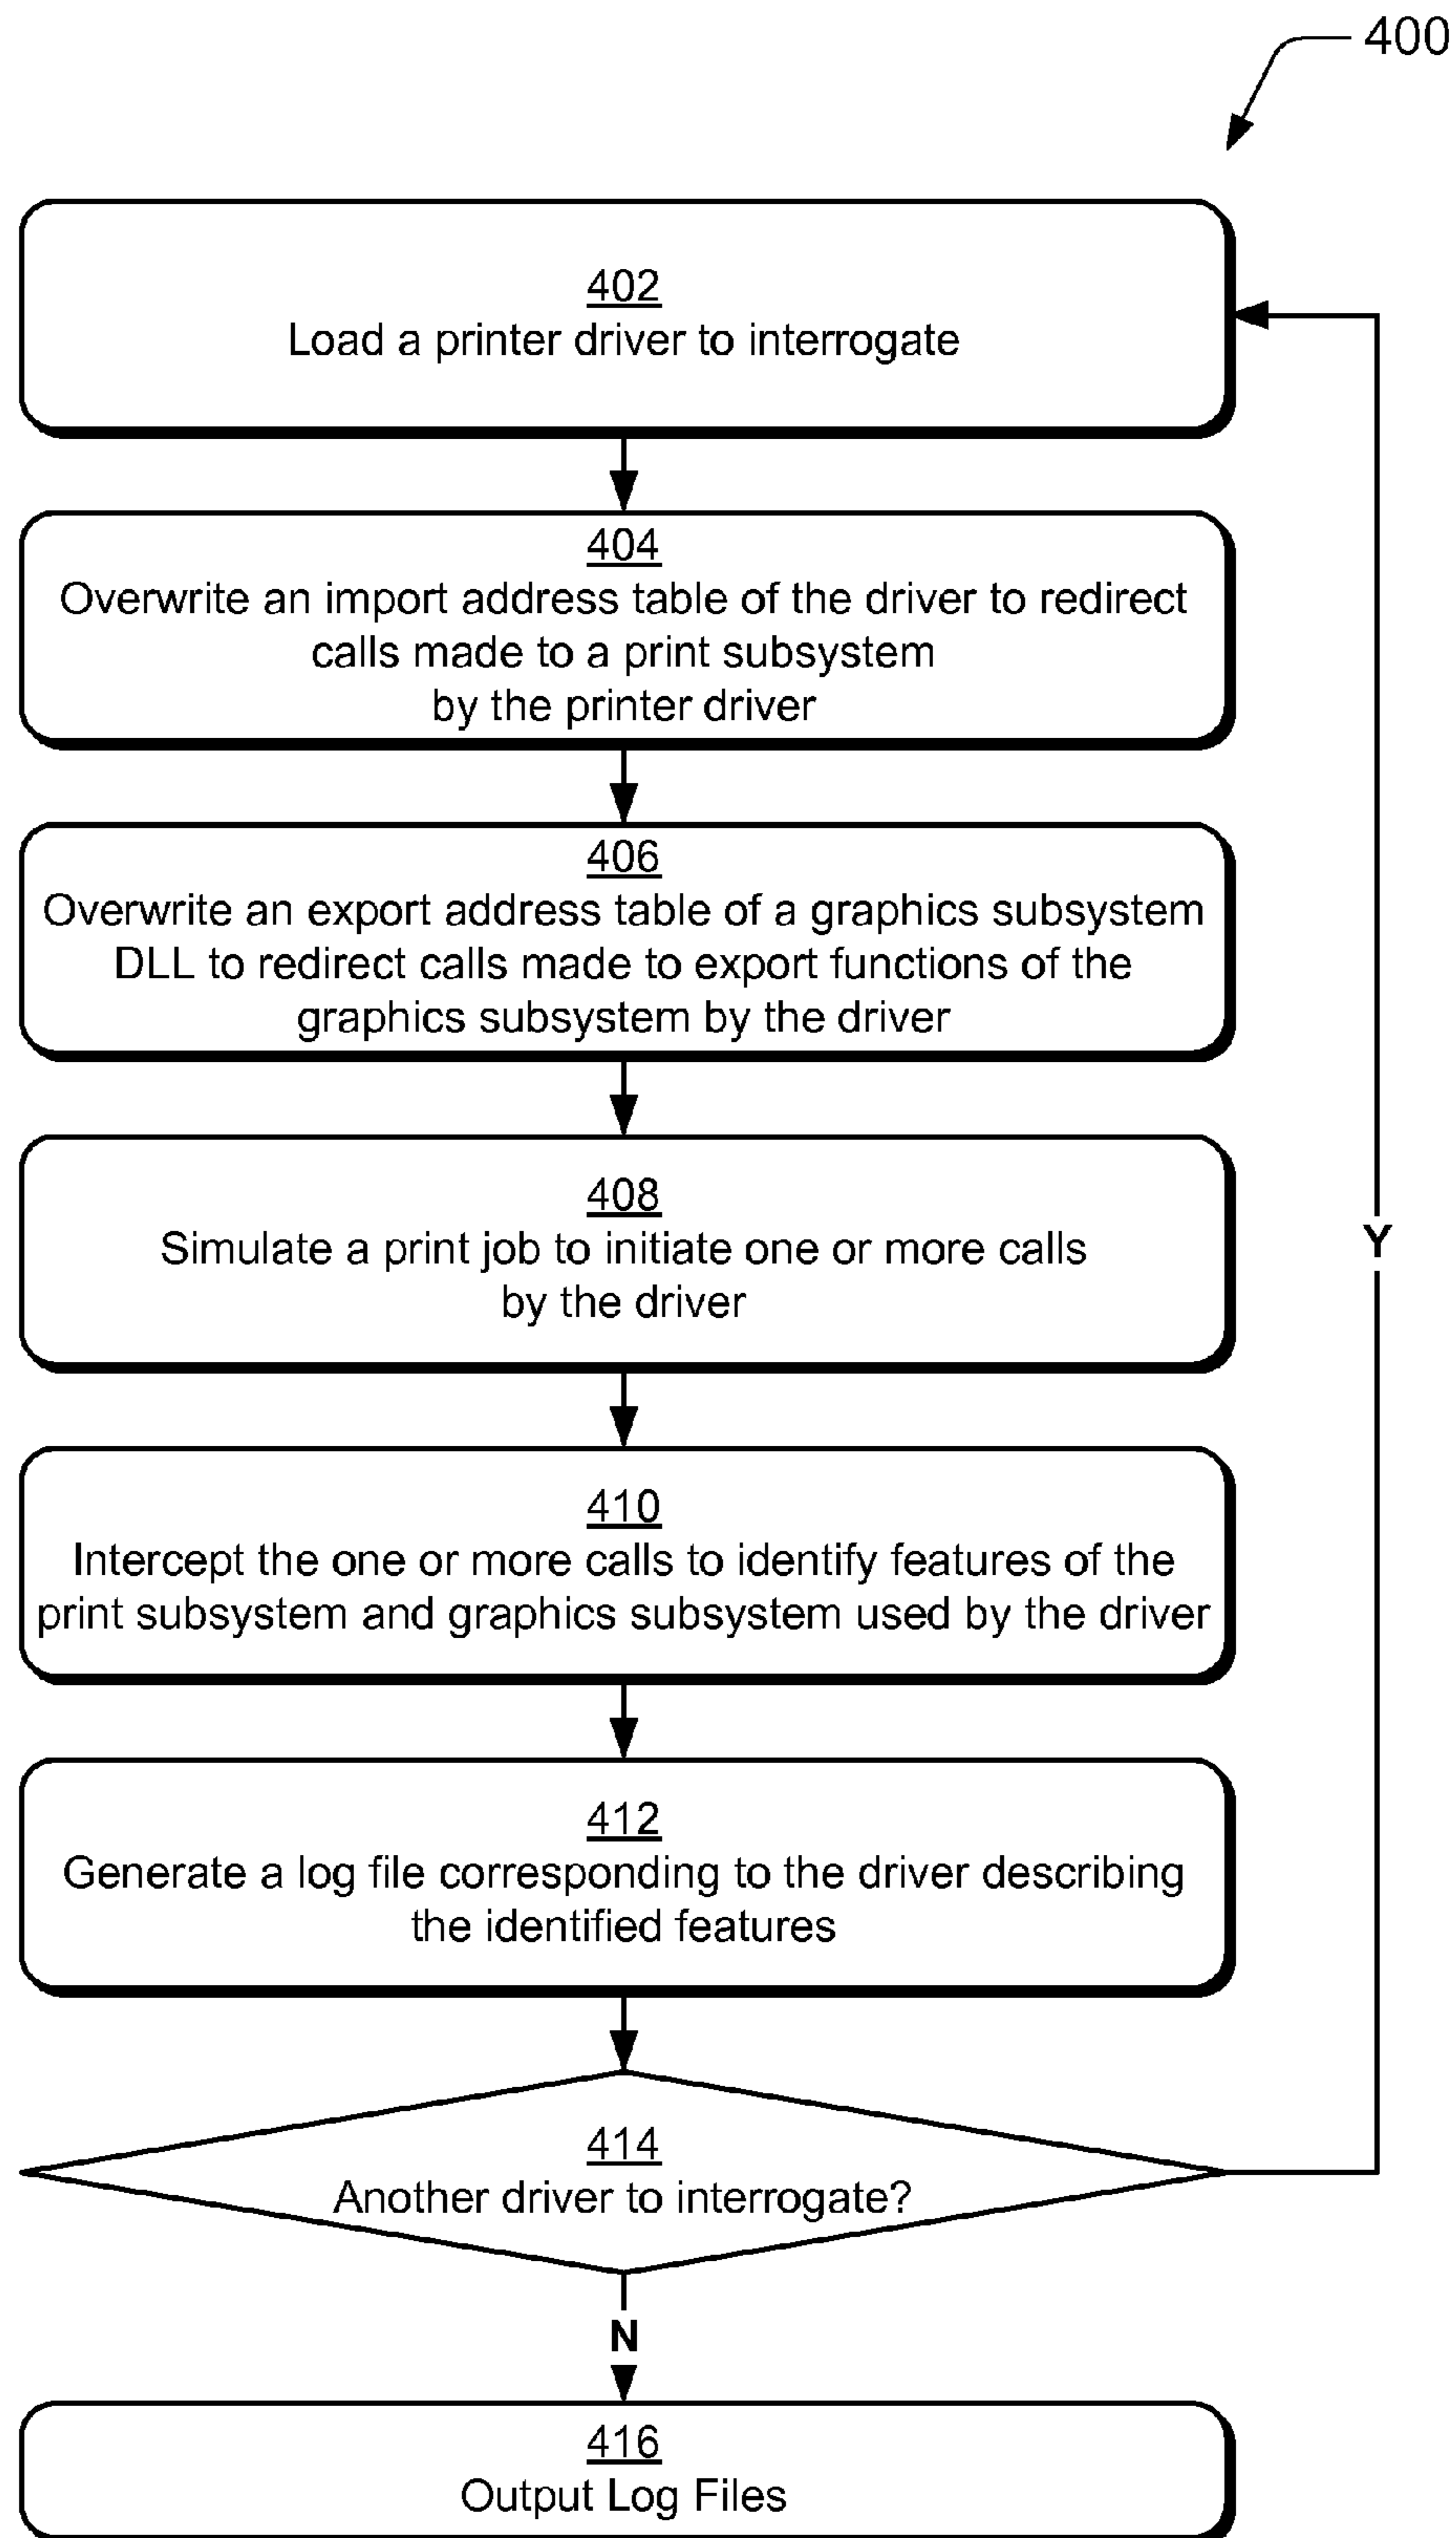 400
402
Load a printer driver to interrogate
404
Overwrite an import address table of the driver to redirect
calls made to a print subsystem
by the printer driver
406
Overwrite an export address table of a graphics subsystem
DLL to redirect calls made to export functions of the
graphics subsystem by the driver
408
Simulate a print job to initiate one or more calls
by the driver
Y
410
Intercept the one or more calls to identify features of the
print subsystem and graphics subsystem used by the driver
412
Generate a log file corresponding to the driver describing
the identified features
414
Another driver to interrogate?
N
416
Output Log Files